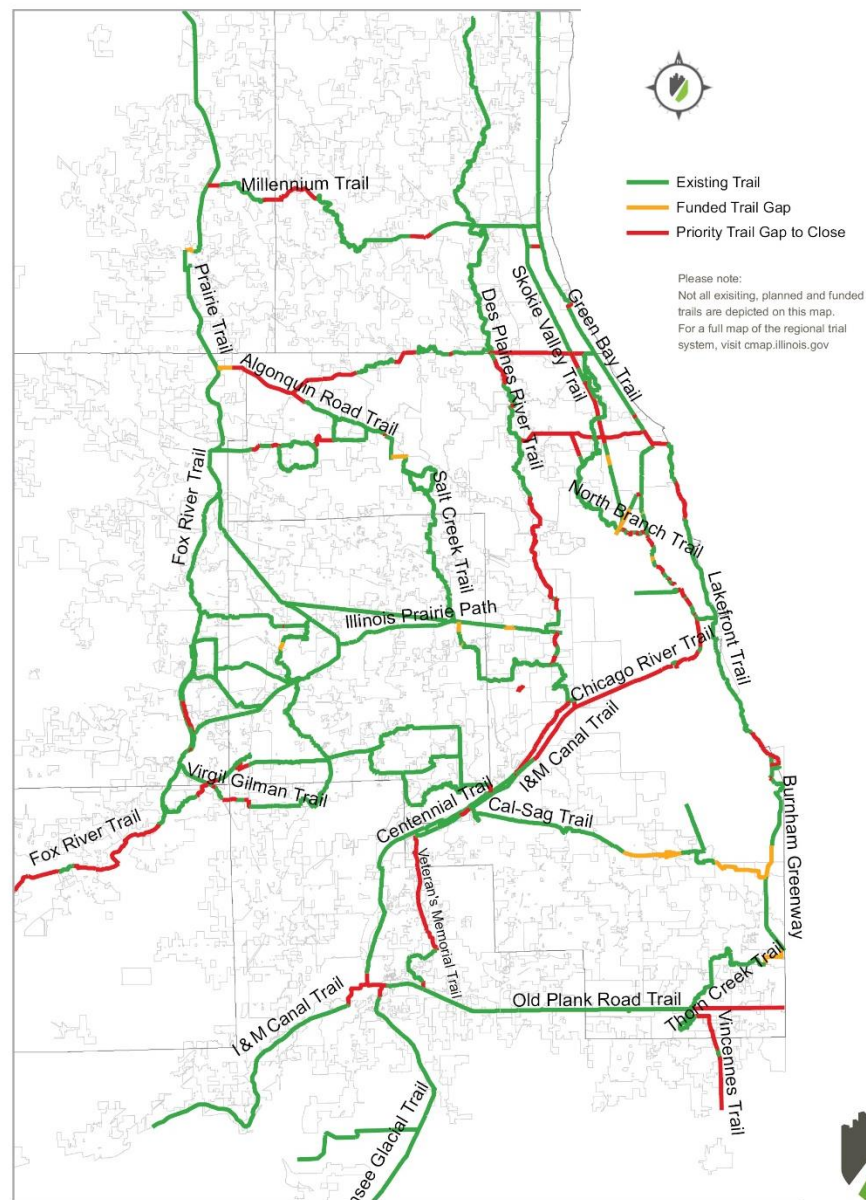 Millennium Trail
Existing Trail
Funded Trail Gap
Priority Trail Gap to Close
Please note:
Not all exisiting, planned and funded
trails are depicted on this map.
For a full map of the regional trial
system, visit cmap.illinois.gov
Prairie Trail
Skokie Valley Trail
Green Bay Trail
Des Plaines River Trail
Algonquin Road Trail
Fox River Trail
Salt Creek Trail
North Branch Trail
Lakefront Trail
Illinois Prairie Path
Chicago River Trail
I&M Canal Trail
Virgil Gilman Trail
Centennial Trail
Cal-Sag Trail
Burnham Greenway
Fox River Trail
Veteran's Memorial Trail
I&M Canal Trail
Old Plank Road Trail
Thorn Creek Trail
Vincennes Trail
see Glacial Trail